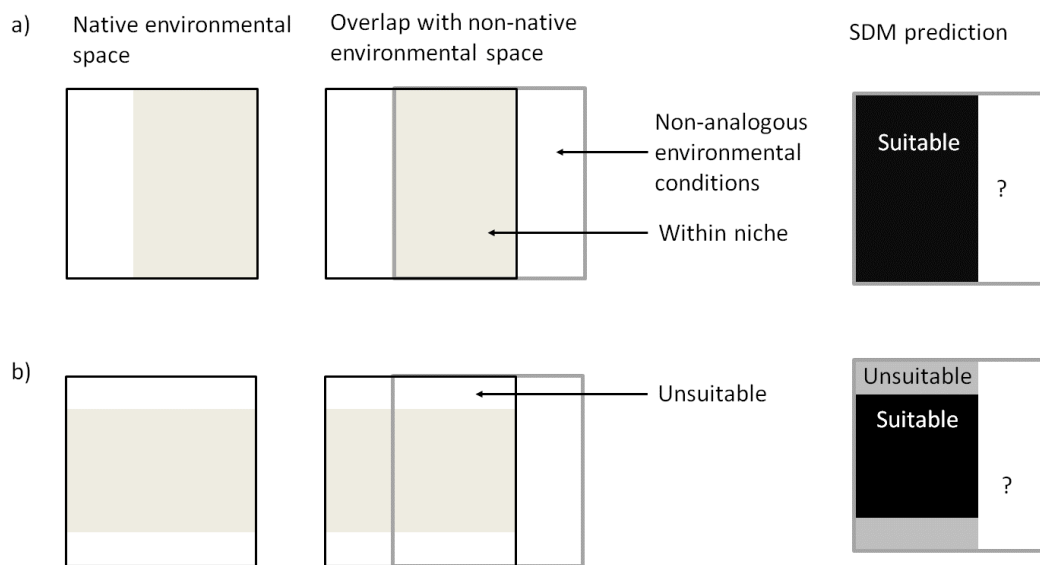 a)
Native environmental
space
Overlap with non-native
environmental space
SDM prediction
Non-analogous
environmental
conditions
Within niche
Suitable
?
b)
Unsuitable
Unsuitable
Suitable
?